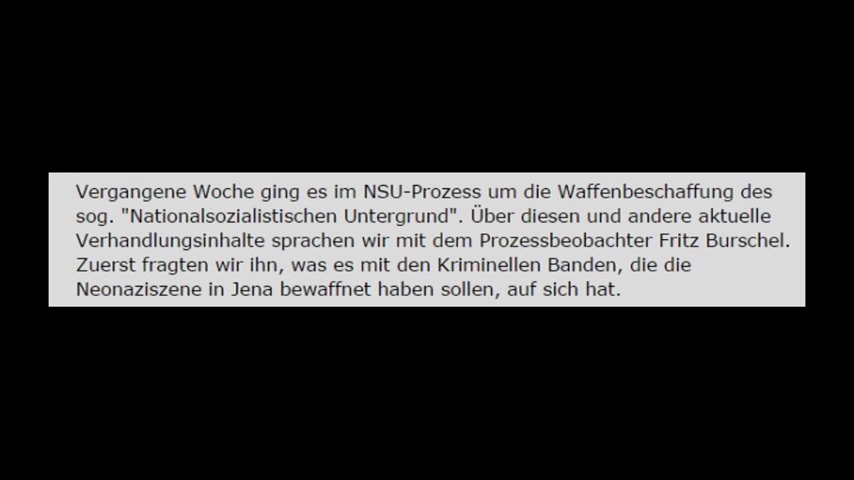 Vergangene Woche ging es im NSU-Prozess um die Waffenbeschaffung des
sog. "Nationalsozialistischen Untergrund". Über diesen und andere aktuelle
Verhandlungsinhalte sprachen wir mit dem Prozessbeobachter Fritz Burschel.
Zuerst fragten wir ihn, was es mit den Kriminellen Banden, die die
Neonaziszene in Jena bewaffnet haben sollen, auf sich hat.